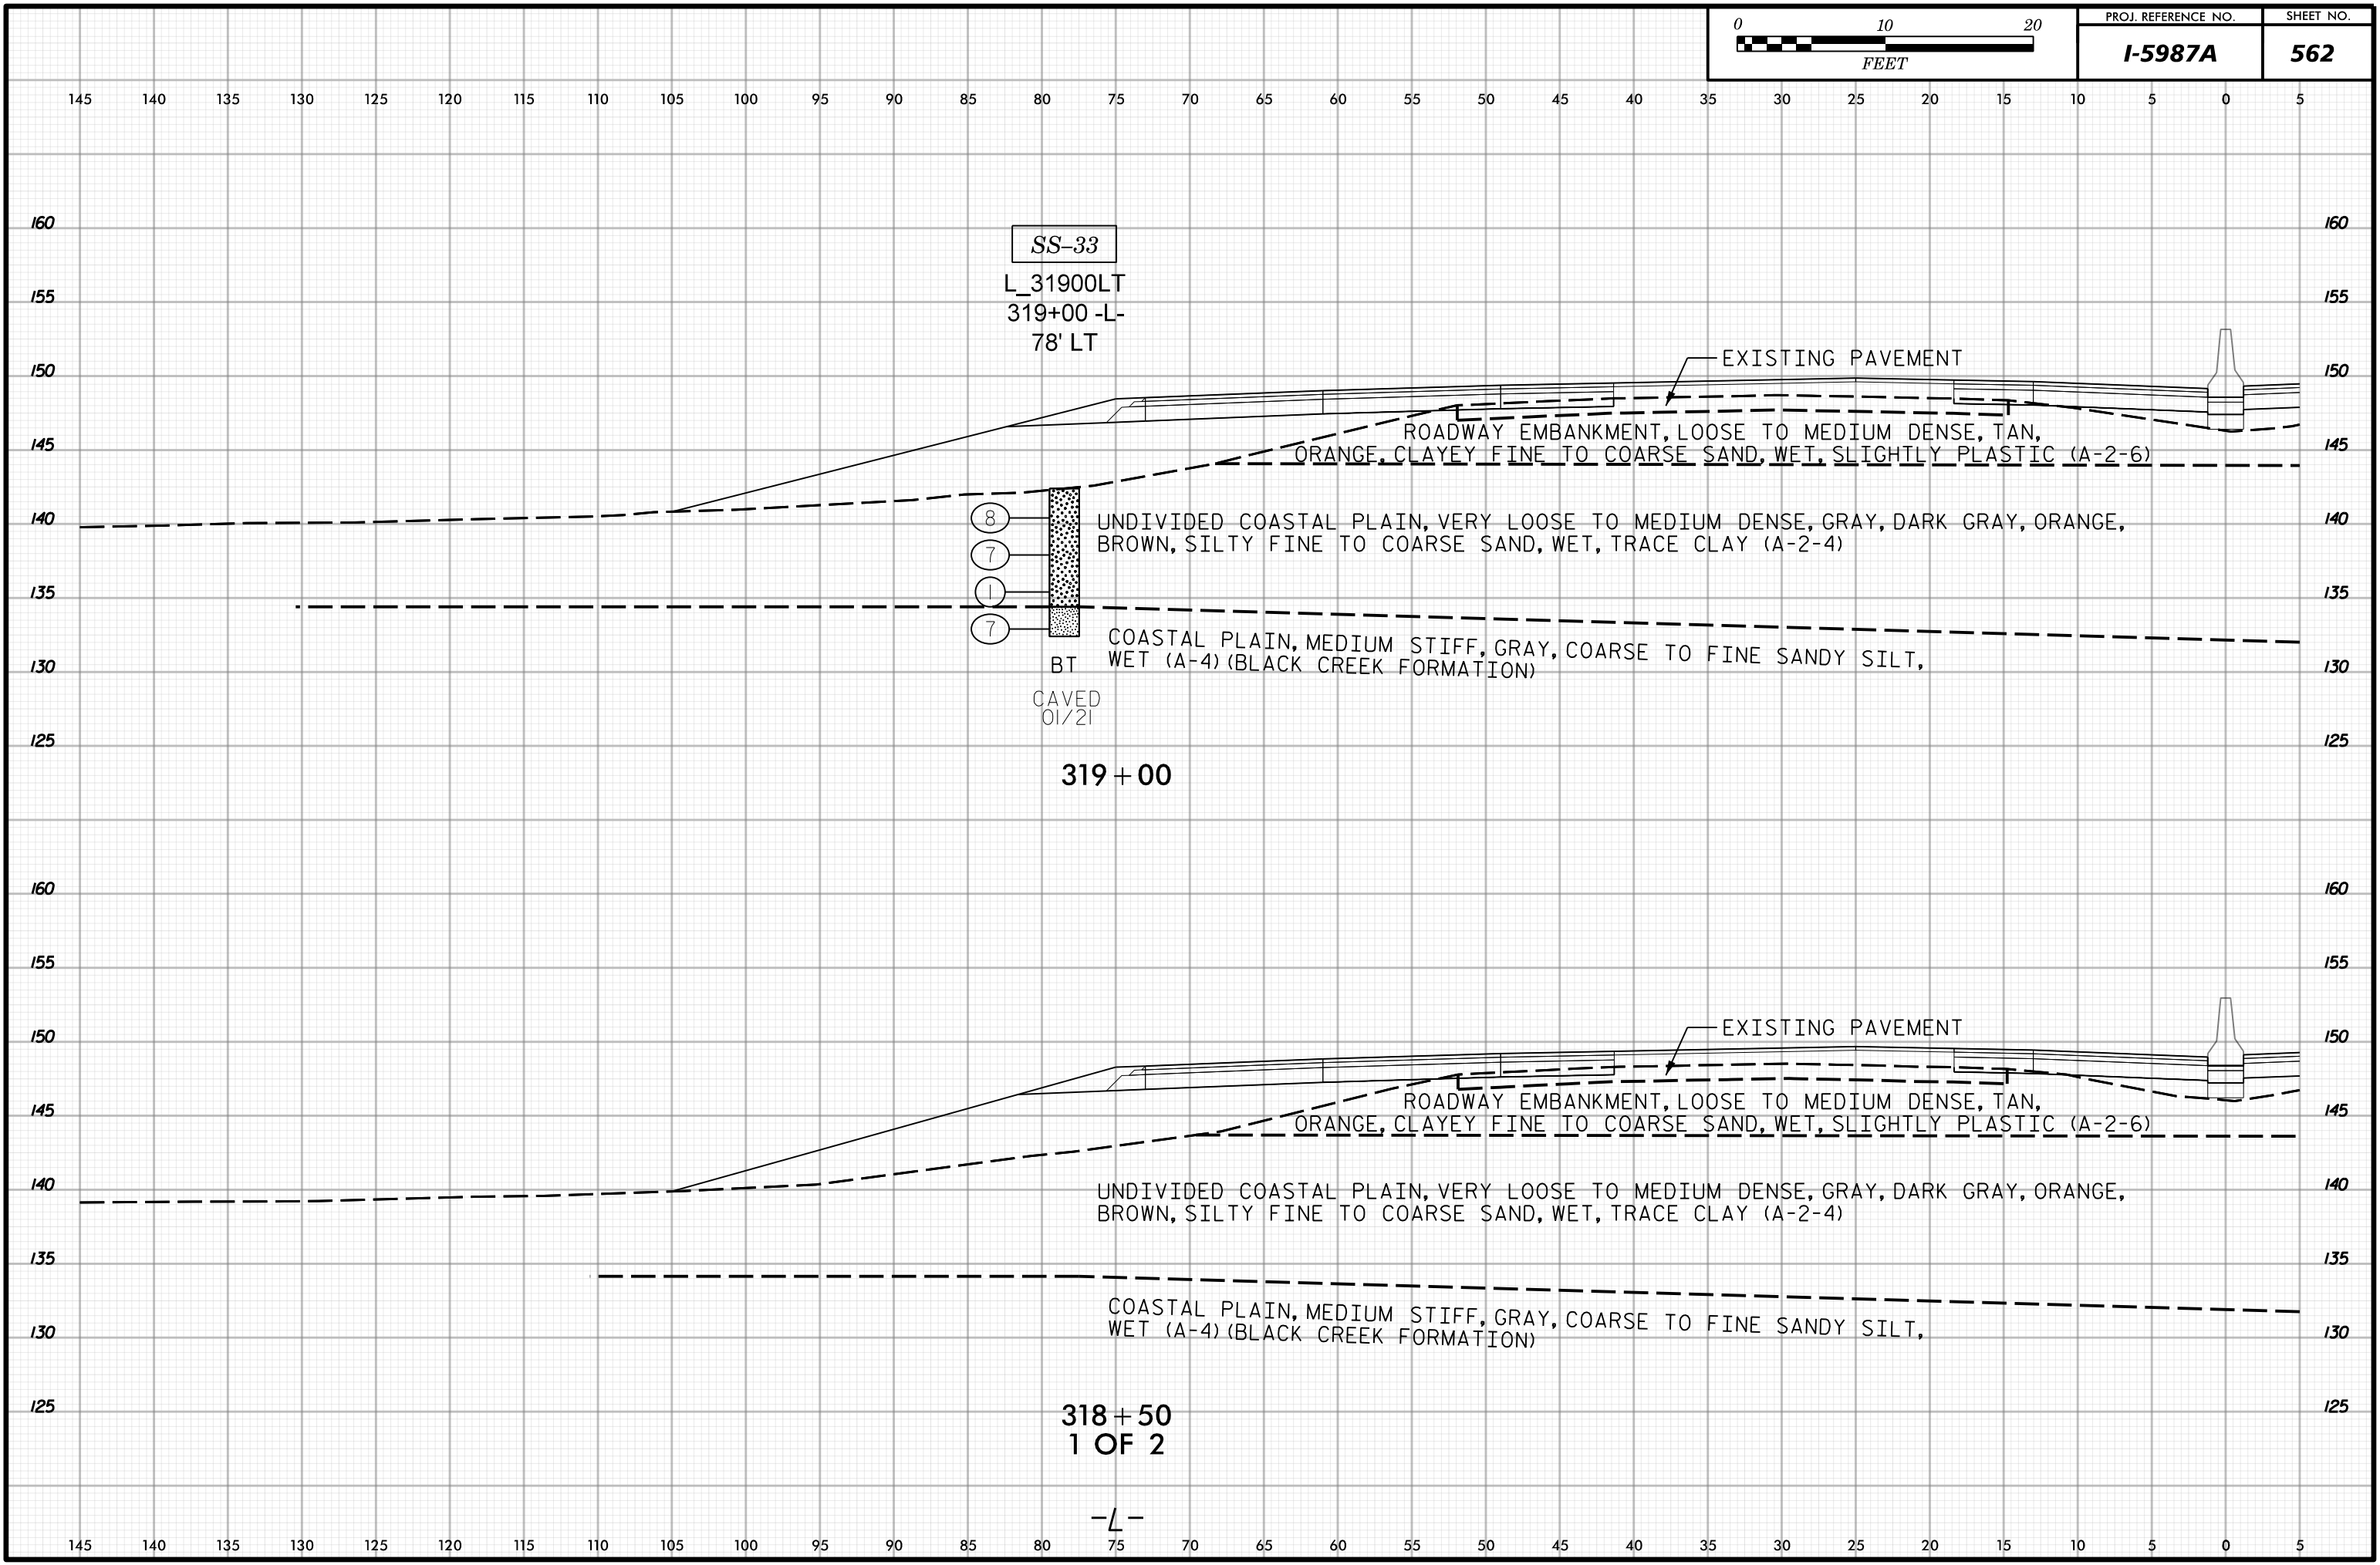 0 10 20
FEET
PROJ. REFERENCE NO.
SHEET NO.
I-5987A
562
145 140 135 130 125 120 115 110 105 100 95 90 85 80 75 70 65 60 55 50 45 40 35 30 25 20 15 10 5 0 5
160 160
SS-33
L_31900LT
155 155
319+00 -L-
78' LT
EXISTING PAVEMENT
150 150
ROADWAY EMBANKMENT, LOOSE TO MEDIUM DENSE, TAN,
145 145
ORANGE, CLAYEY FINE TO COARSE SAND, WET, SLIGHTLY PLASTIC (A-2-6)
140 140
8
UNDIVIDED COASTAL PLAIN, VERY LOOSE TO MEDIUM DENSE, GRAY, DARK GRAY, ORANGE,
BROWN, SILTY FINE TO COARSE SAND, WET, TRACE CLAY (A-2-4)
7
1
135 135
7
COASTAL PLAIN, MEDIUM STIFF, GRAY, COARSE TO FINE SANDY SILT,
WET (A-4) (BLACK CREEK FORMATION)
130 130
BT
CAVED
01/21
125 125
319+00
160 160
155 155
EXISTING PAVEMENT
150 150
ROADWAY EMBANKMENT, LOOSE TO MEDIUM DENSE, TAN,
145 145
ORANGE, CLAYEY FINE TO COARSE SAND, WET, SLIGHTLY PLASTIC (A-2-6)
140 140
UNDIVIDED COASTAL PLAIN, VERY LOOSE TO MEDIUM DENSE, GRAY, DARK GRAY, ORANGE,
BROWN, SILTY FINE TO COARSE SAND, WET, TRACE CLAY (A-2-4)
135 135
COASTAL PLAIN, MEDIUM STIFF, GRAY, COARSE TO FINE SANDY SILT,
WET (A-4) (BLACK CREEK FORMATION)
130 130
125 125
318+50
1 OF 2
-L-
145 140 135 130 125 120 115 110 105 100 95 90 85 80 75 70 65 60 55 50 45 40 35 30 25 20 15 10 5 0 5